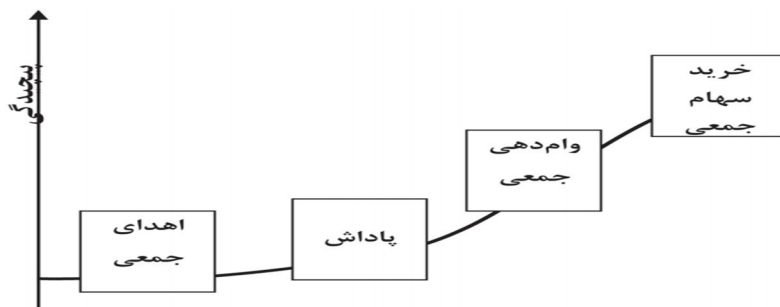 پیچیدگی
خرید
سهام
جمعی
وام‌دهی
جمعی
پاداش
اهدای
جمعی